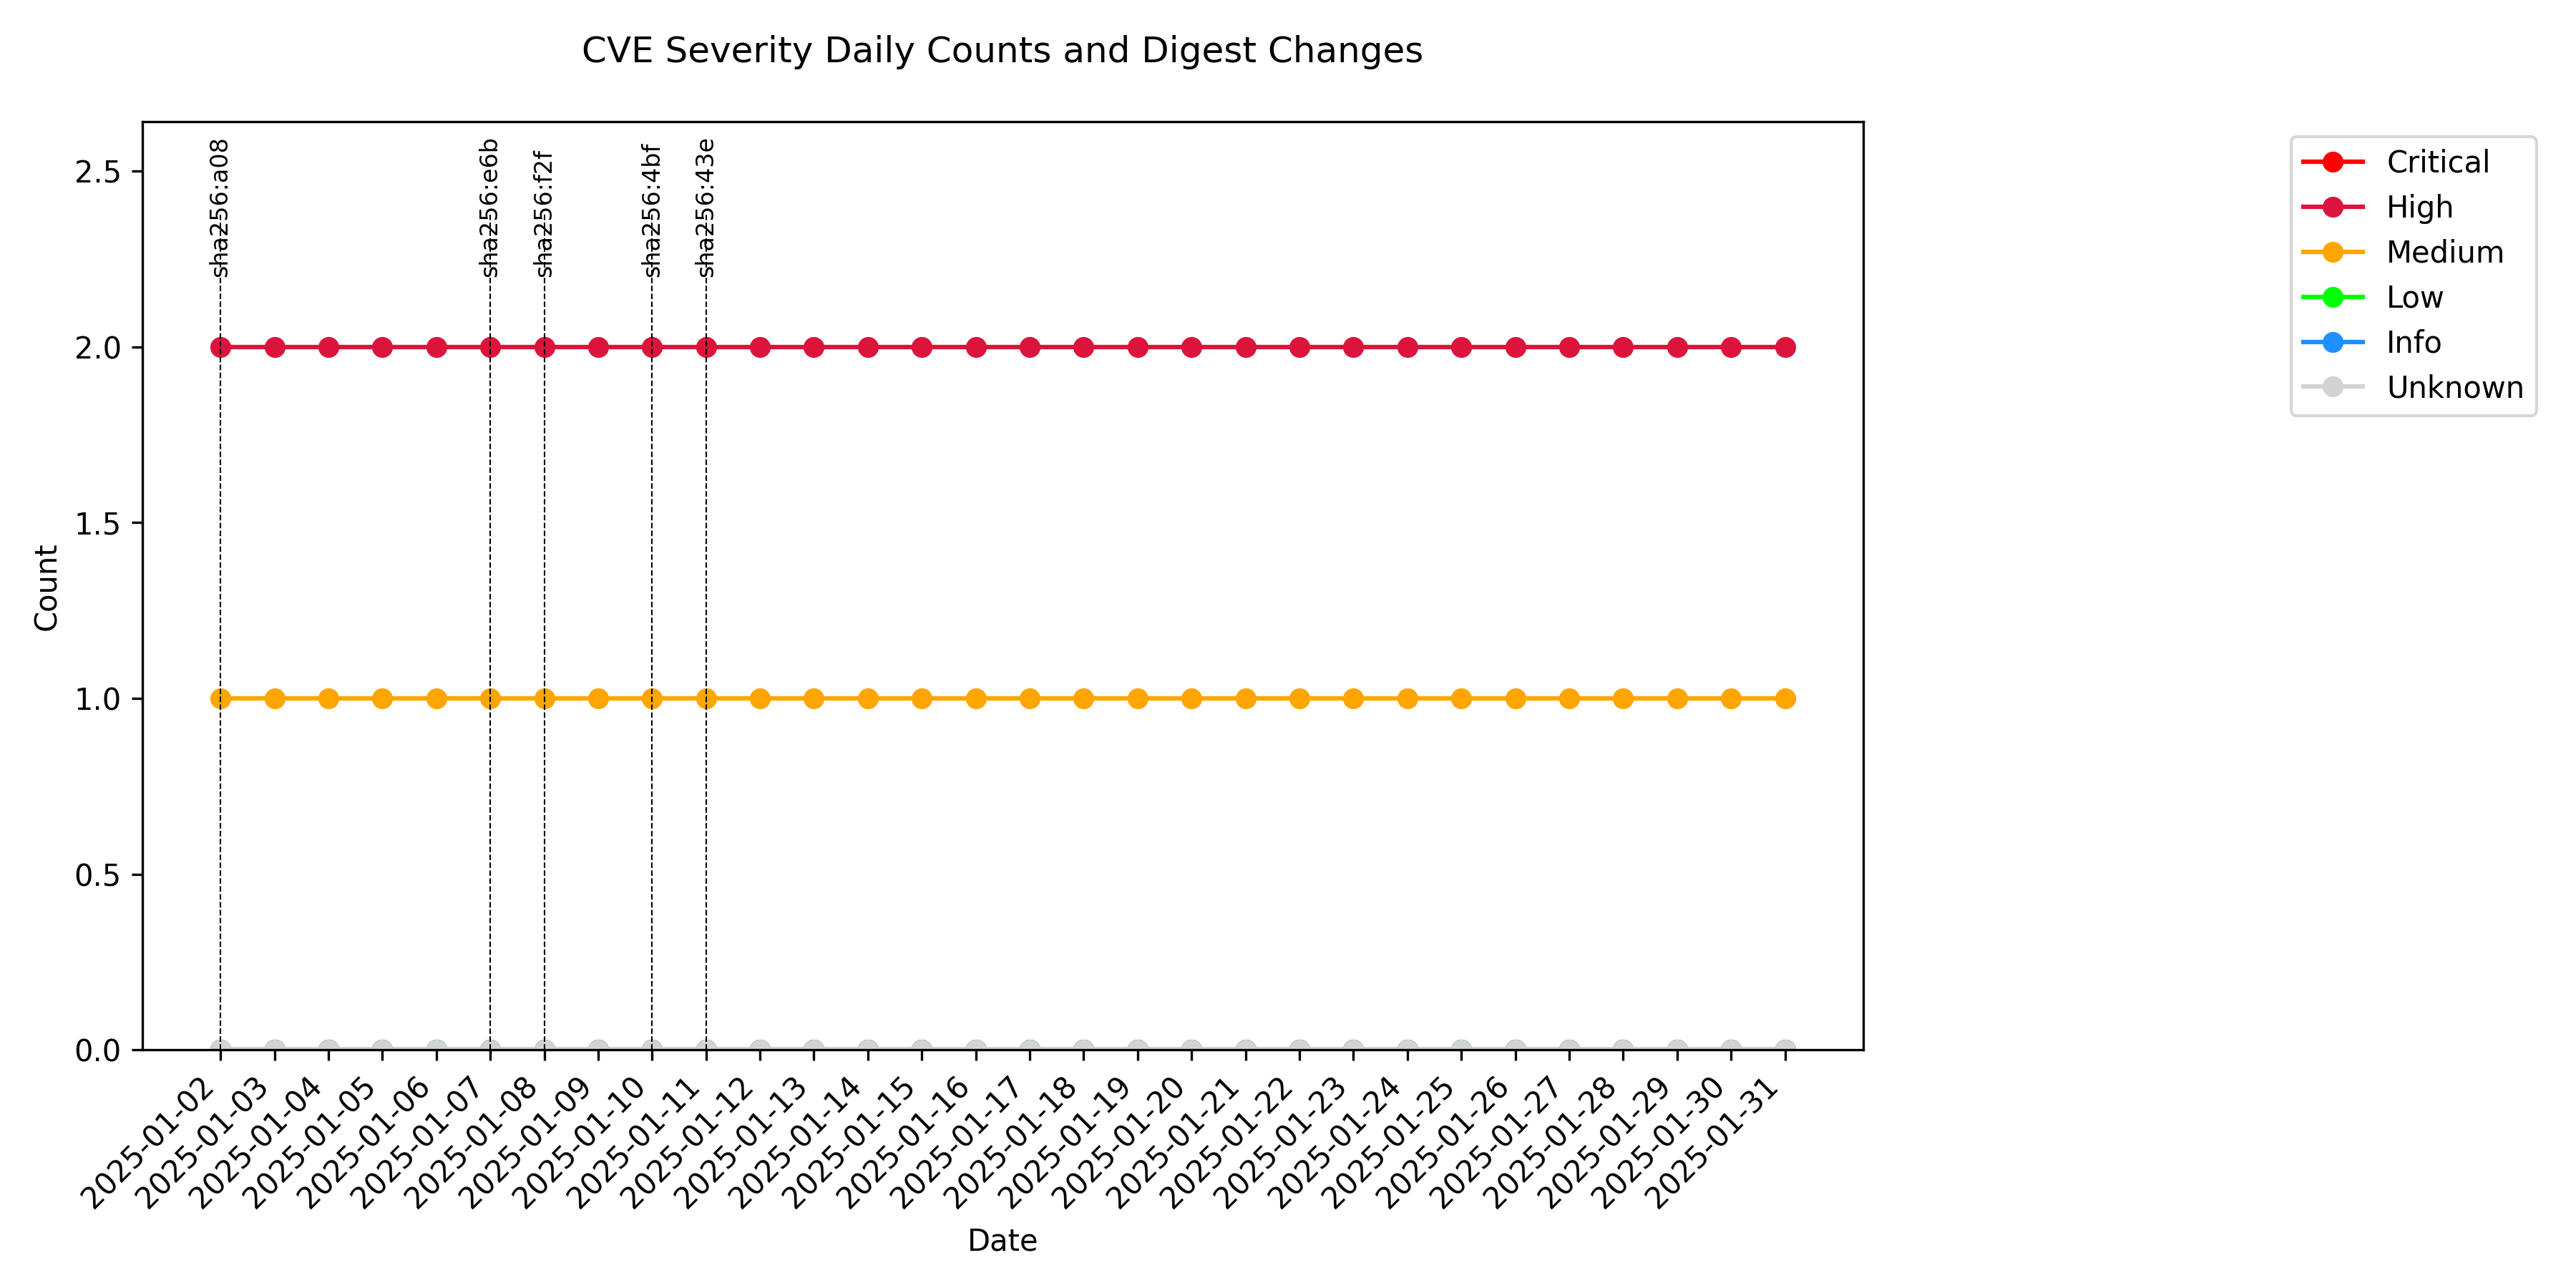 CVE Severity Daily Counts and Digest Changes
sha256:a08
sha256:e6b
sha256:f2f
sha256:4bf
sha256:43e
Critical
High
Medium
Low
Info
Unknown
2.5
2.0
1.5
1.0
0.5
0.0
Count
2025-01-02
2025-01-03
2025-01-04
2025-01-05
2025-01-06
2025-01-07
2025-01-08
2025-01-09
2025-01-10
2025-01-11
2025-01-12
2025-01-13
2025-01-14
2025-01-15
2025-01-16
2025-01-17
2025-01-18
2025-01-19
2025-01-20
2025-01-21
2025-01-22
2025-01-23
2025-01-24
2025-01-25
2025-01-26
2025-01-27
2025-01-28
2025-01-29
2025-01-30
2025-01-31
Date